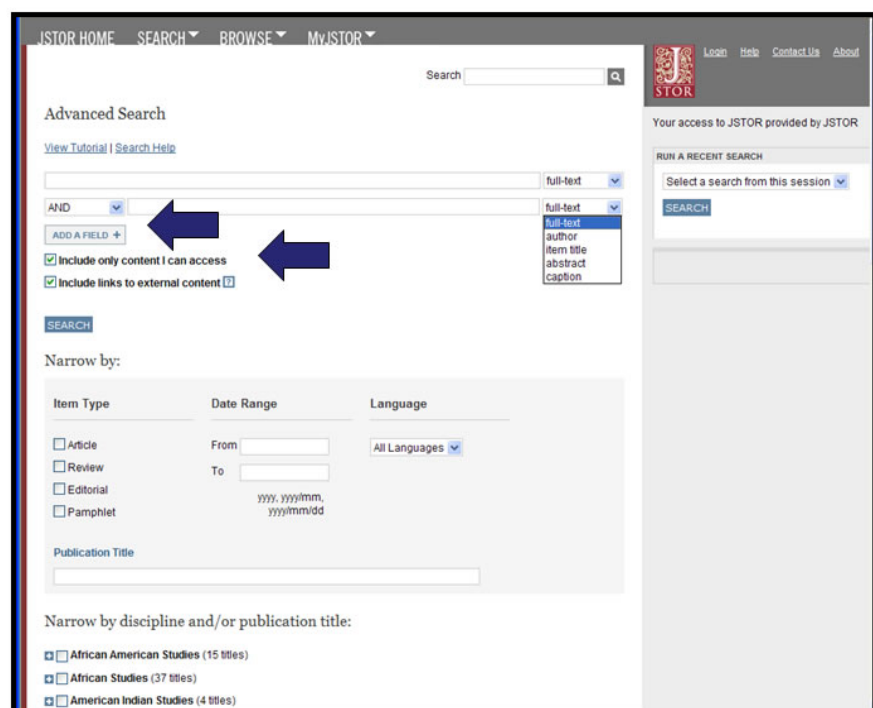 JSTOR HOME SEARCH BROWSE MyJSTOR
Search
JSTOR
Login Help Contact Us About
Advanced Search
Your access to JSTOR provided by JSTOR
View Tutorial | Search Help
RUN A RECENT SEARCH
Select a search from this session
SEARCH
full-text
AND
full-text
full-text
author
item title
abstract
caption
ADD A FIELD +
Include only content I can access
Include links to external content ?
SEARCH
Narrow by:
Item Type Date Range Language
Article From All Languages
Review To
Editorial yyyy, yyyy/mm,
Pamphlet yyyy/mm/dd
Publication Title
Narrow by discipline and/or publication title:
African American Studies (15 titles)
African Studies (37 titles)
American Indian Studies (4 titles)